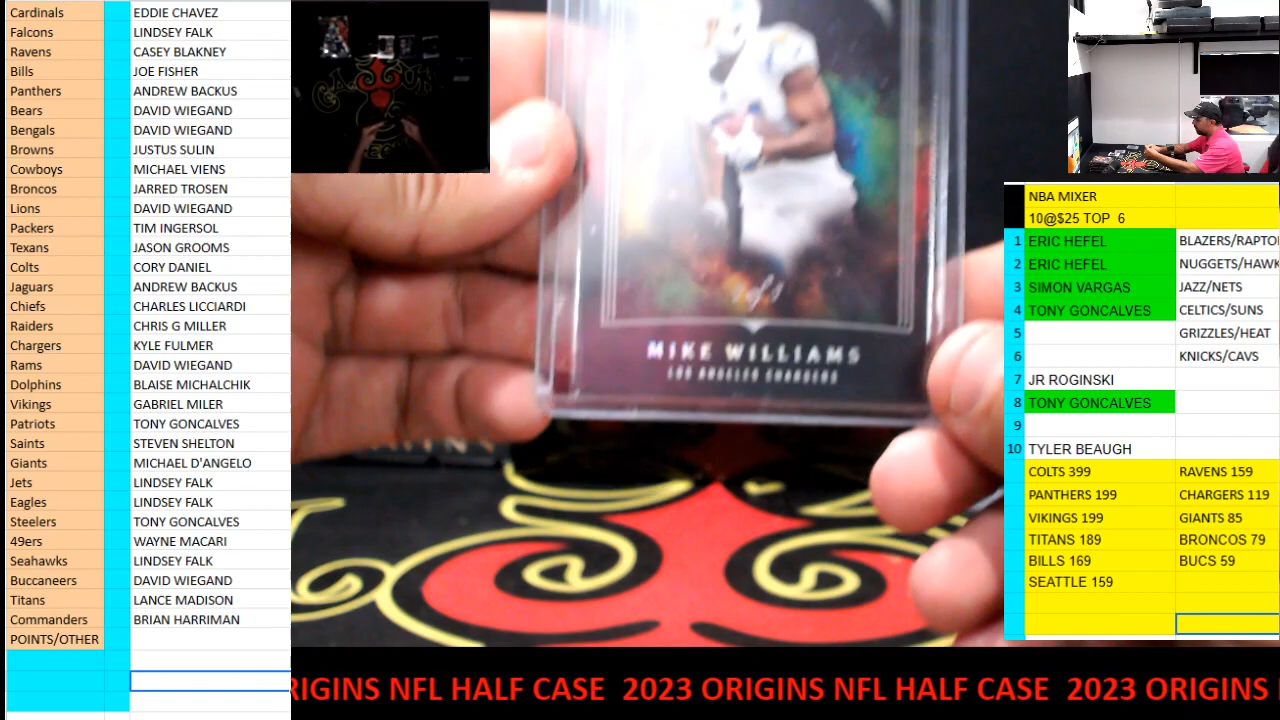 Cardinals EDDIE CHAVEZ
Falcons LINDSEY FALK
Ravens CASEY BLAKNEY
Bills JOE FISHER
Panthers ANDREW BACKUS
Bears DAVID WIEGAND
Bengals DAVID WIEGAND
Browns JUSTUS SULIN
Cowboys MICHAEL VIENS
Broncos JARRED TROSEN
Lions DAVID WIEGAND
Packers TIM INGERSOL
Texans JASON GROOMS
Colts CORY DANIEL
Jaguars ANDREW BACKUS
Chiefs CHARLES LICCIARDI
Raiders CHRIS G MILLER
Chargers KYLE FULMER
Rams DAVID WIEGAND
Dolphins BLAISE MICHALCHIK
Vikings GABRIEL MILER
Patriots TONY GONCALVES
Saints STEVEN SHELTON
Giants MICHAEL D'ANGELO
Jets LINDSEY FALK
Eagles LINDSEY FALK
Steelers TONY GONCALVES
49ers WAYNE MACARI
Seahawks LINDSEY FALK
Buccaneers DAVID WIEGAND
Titans LANCE MADISON
Commanders BRIAN HARRIMAN
POINTS/OTHER
1 of 1
MIKE WILLIAMS
LOS ANGELES CHARGERS
NBA MIXER
10@$25 TOP 6
1 ERIC HEFEL BLAZERS/RAPTO
2 ERIC HEFEL NUGGETS/HAWK
3 SIMON VARGAS JAZZ/NETS
4 TONY GONCALVES CELTICS/SUNS
5 GRIZZLES/HEAT
6 KNICKS/CAVS
7 JR ROGINSKI
8 TONY GONCALVES
9
10 TYLER BEAUGH
COLTS 399 RAVENS 159
PANTHERS 199 CHARGERS 119
VIKINGS 199 GIANTS 85
TITANS 189 BRONCOS 79
BILLS 169 BUCS 59
SEATTLE 159
RIGINS NFL HALF CASE 2023 ORIGINS NFL HALF CASE 2023 ORIGINS